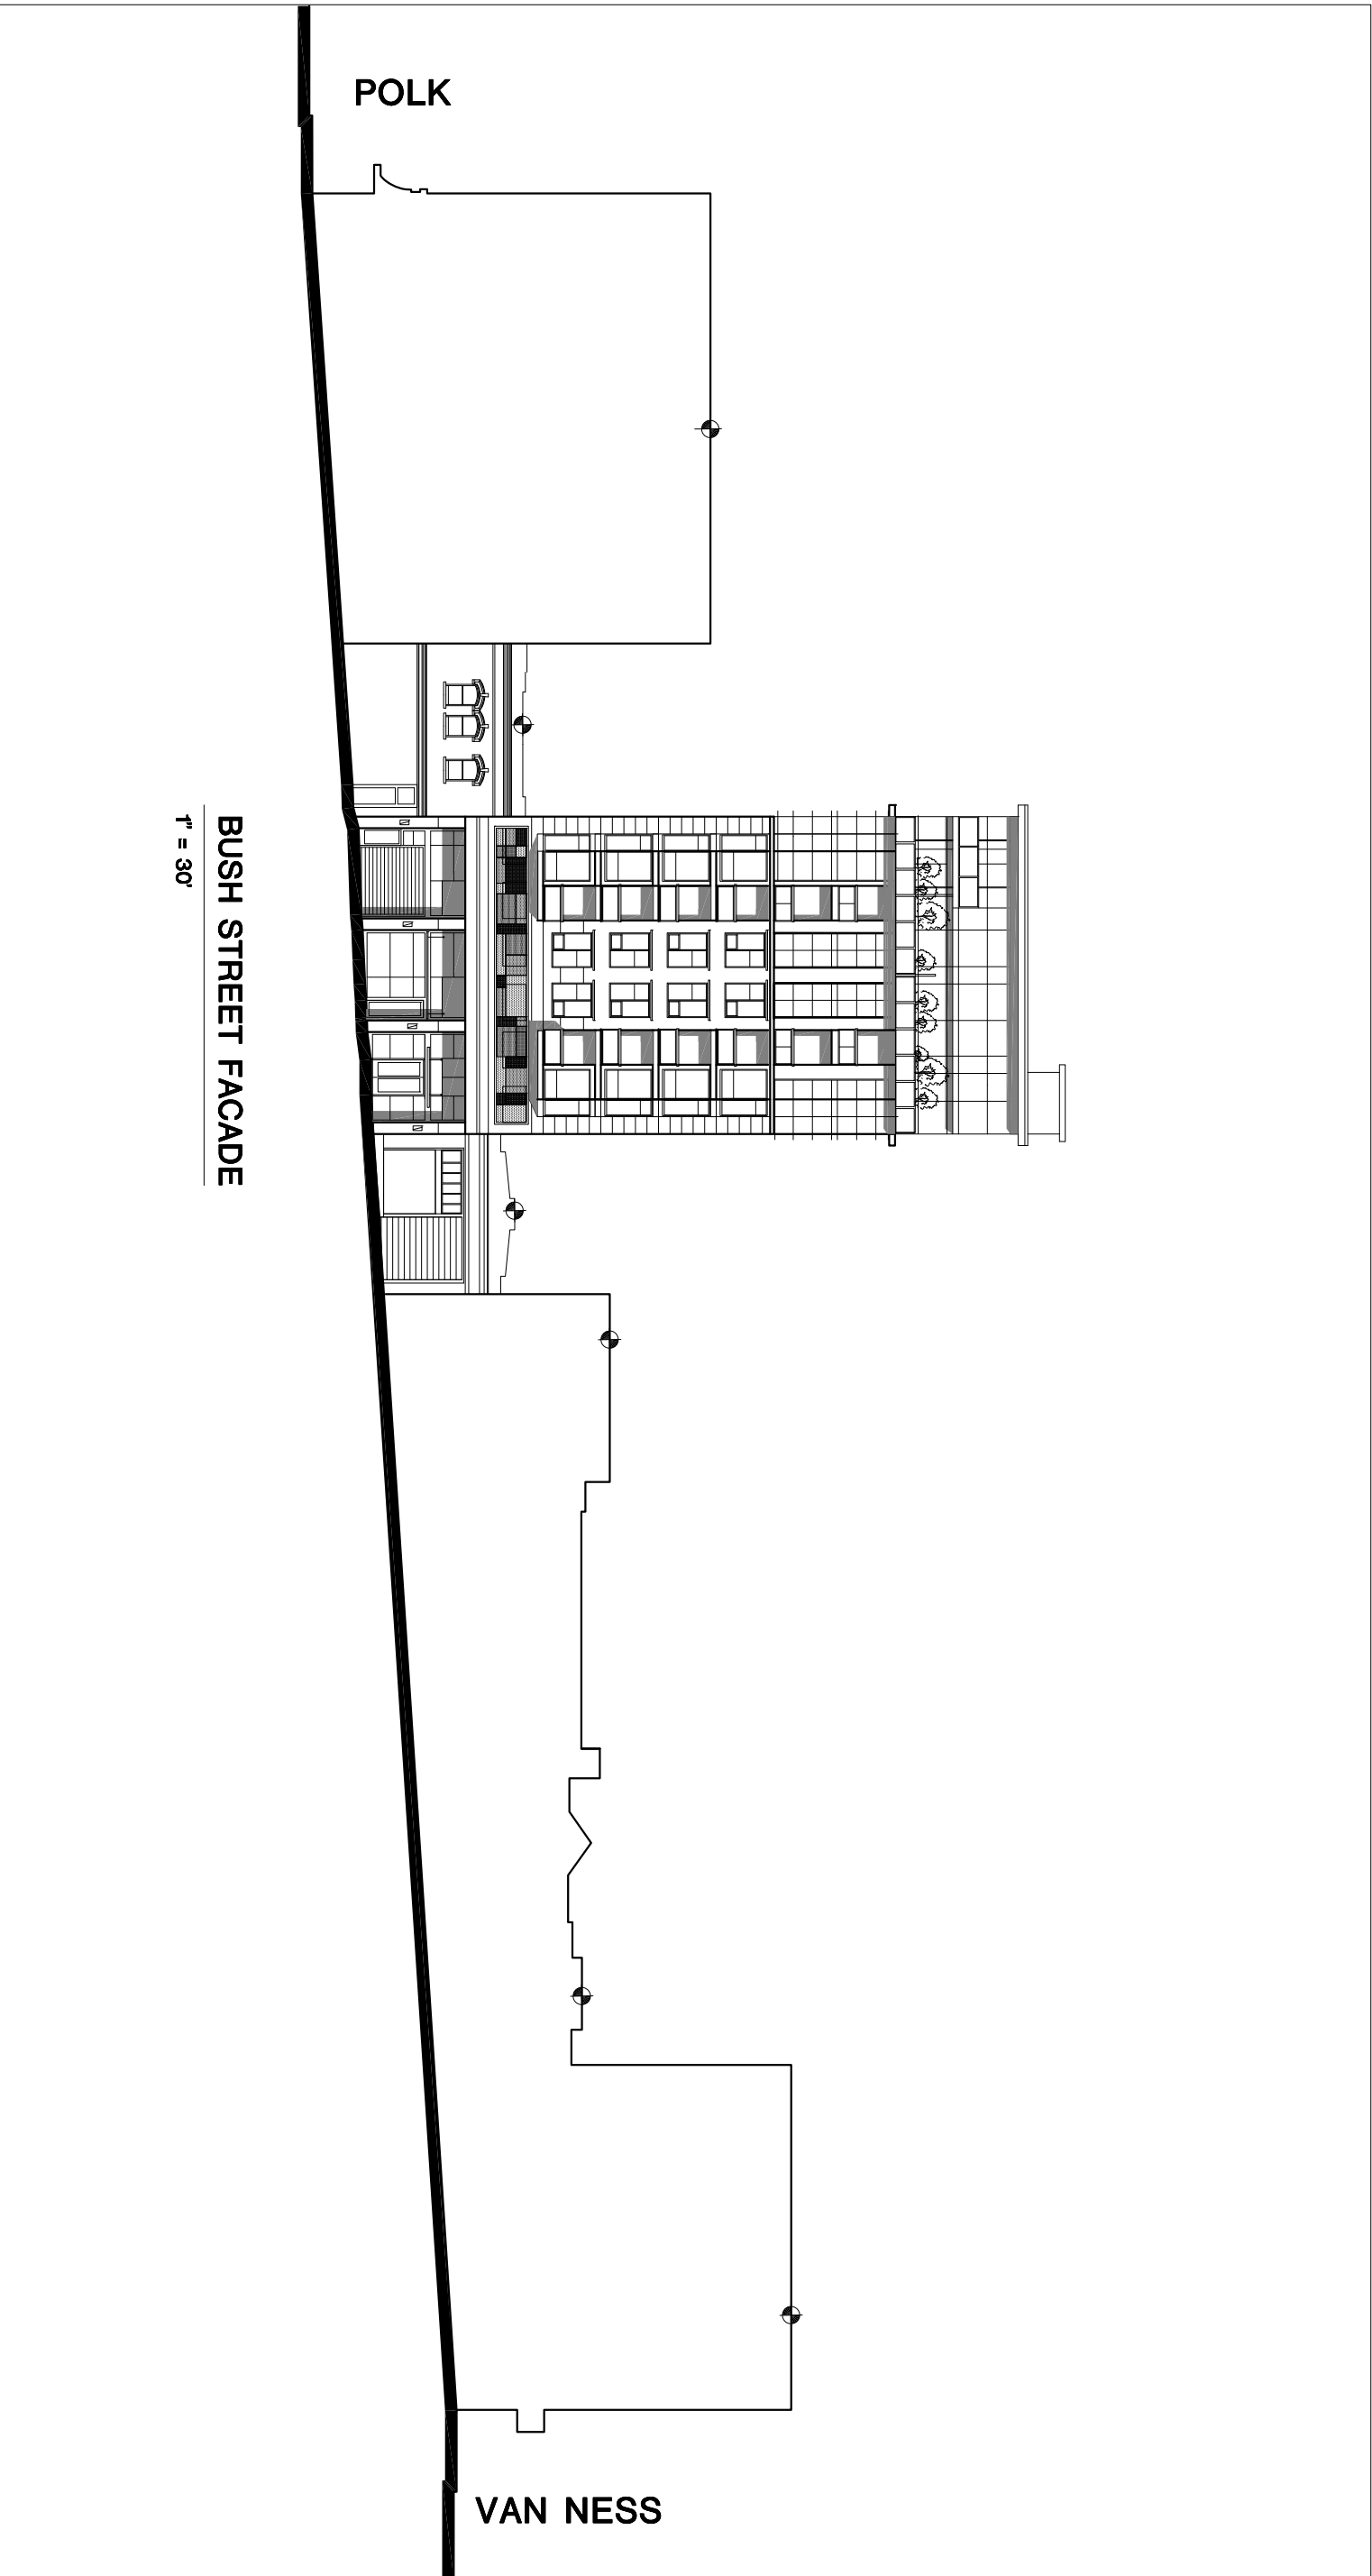 POLK
BUSH STREET FACADE
1" = 30'
VAN NESS